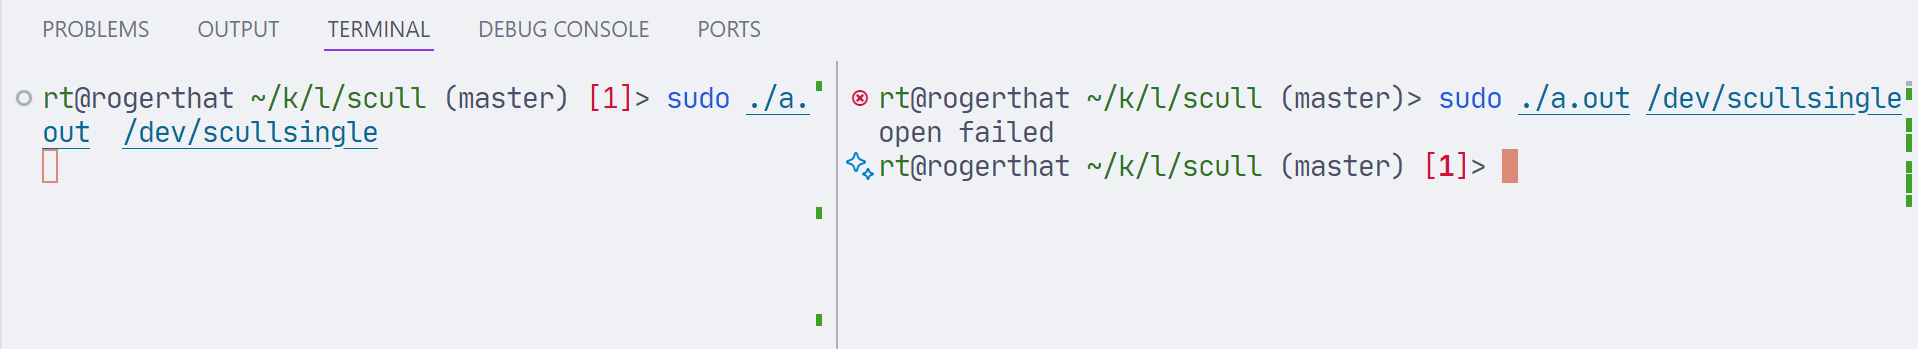 PROBLEMS OUTPUT TERMINAL DEBUG CONSOLE PORTS
rt@rogerthat ~/k/l/scull (master) [1]> sudo ./a.
out  /dev/scullsingle
rt@rogerthat ~/k/l/scull (master)> sudo ./a.out /dev/scullsingle
open failed
rt@rogerthat ~/k/l/scull (master) [1]>